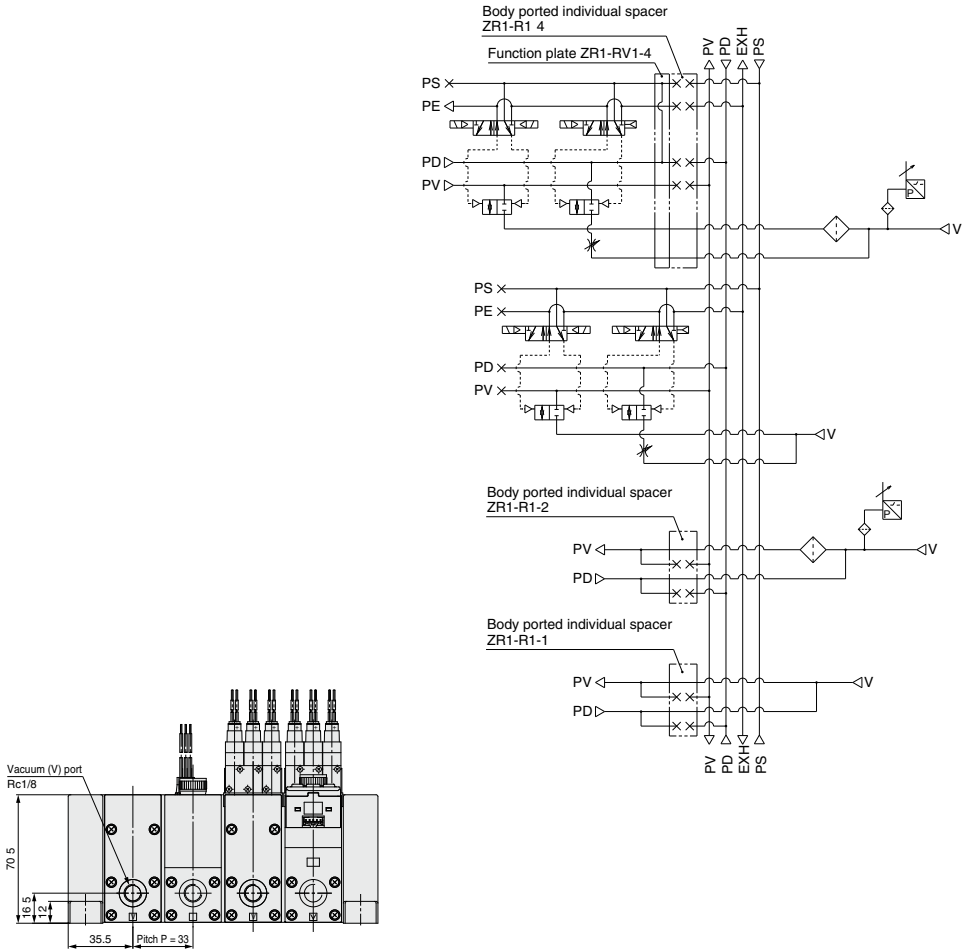 Body ported individual spacer
ZR1-R1 4
Function plate ZR1-RV1-4
PV
PD
EXH
PS
PS
PE
PD
PV
P
V
PS
PE
PD
PV
V
Body ported individual spacer
ZR1-R1-2
P
PV
V
PD
Body ported individual spacer
ZR1-R1-1
PV
V
PD
PV
PD
EXH
PS
Vacuum (V) port
Rc1/8
70 5
16 5
12
V
V
35.5
Pitch P = 33